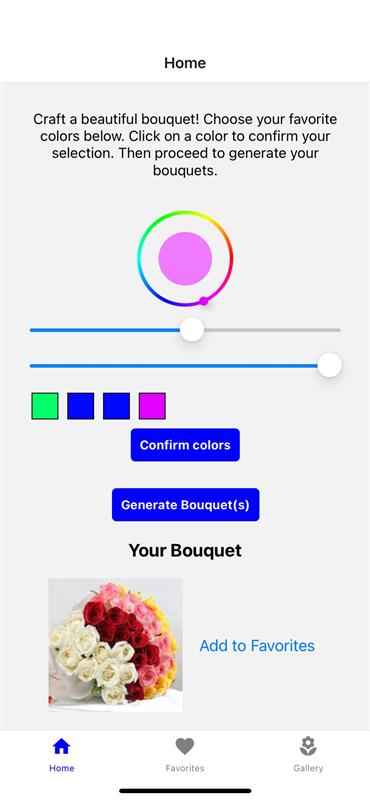 Home
Craft a beautiful bouquet! Choose your favorite
colors below. Click on a color to confirm your
selection. Then proceed to generate your
bouquets.
Confirm colors
Generate Bouquet(s)
Your Bouquet
Add to Favorites
Home
Favorites
Gallery